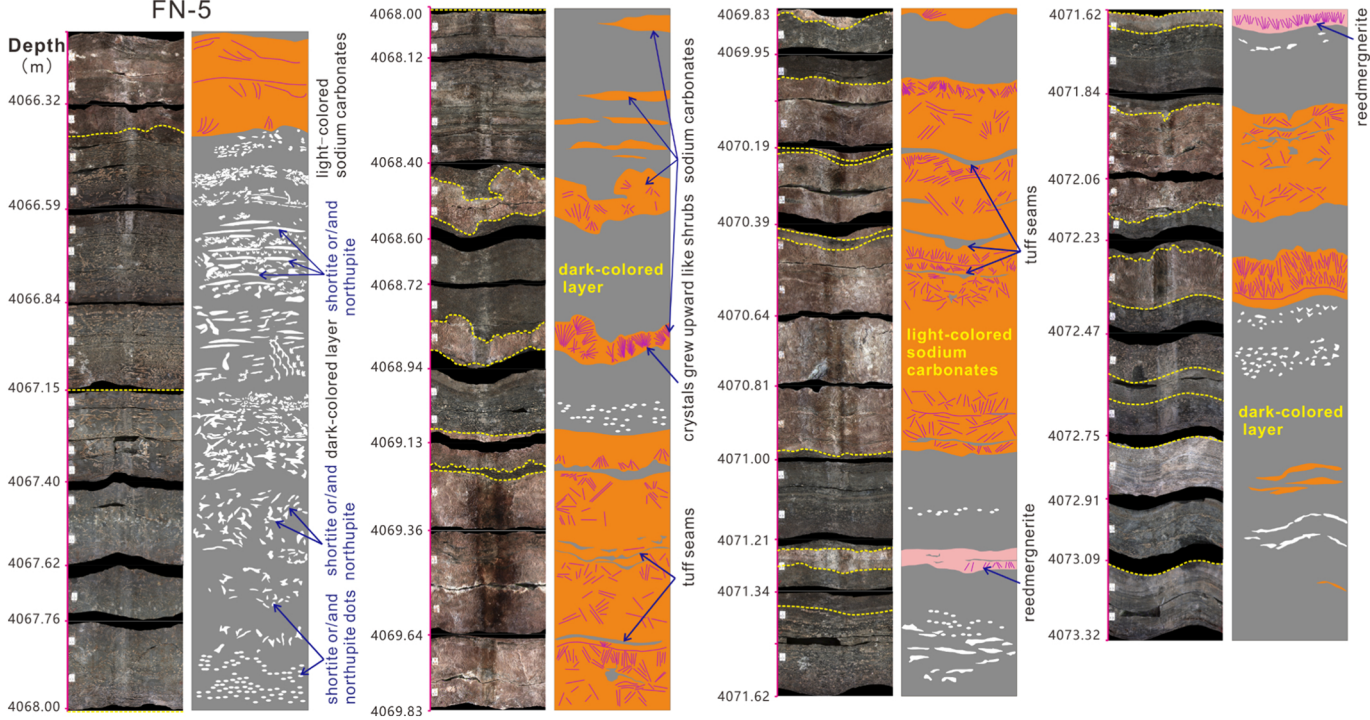 FN-5
Depth
(m)
4066.32
4066.59
4066.84
4067.15
4067.40
4067.62
4067.76
4068.00
light-colored
sodium carbonates
shortite or/and
northupite
dark-colored layer
shortite or/and
northupite
shortite or/and
northupite dots
4068.00
4068.12
4068.40
4068.60
4068.72
4068.94
4069.13
4069.36
4069.64
4069.83
dark-colored
layer
sodium carbonates
crystals grew upward like shrubs
tuff seams
4069.83
4069.95
4070.19
4070.39
4070.64
4070.81
4071.00
4071.21
4071.34
4071.62
light-colored
sodium
carbonates
tuff seams
reedmergnerite
4071.62
4071.84
4072.06
4072.23
4072.47
4072.75
4072.91
4073.09
4073.32
dark-colored
layer
reedmergnerite